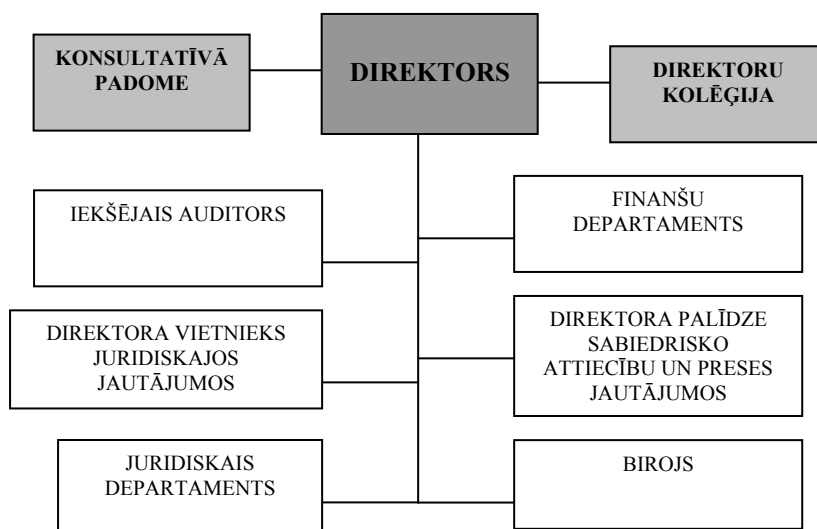 KONSULTATĪVĀ
PADOME
DIREKTORS
DIREKTORU
KOLĒĢIJA
IEKŠĒJAIS AUDITORS
FINANŠU
DEPARTAMENTS
DIREKTORA VIETNIEKS
JURIDISKAJOS
JAUTĀJUMOS
DIREKTORA PALĪDZE
SABIEDRISKO
ATTIECĪBU UN PRESES
JAUTĀJUMOS
JURIDISKAIS
DEPARTAMENTS
BIROJS